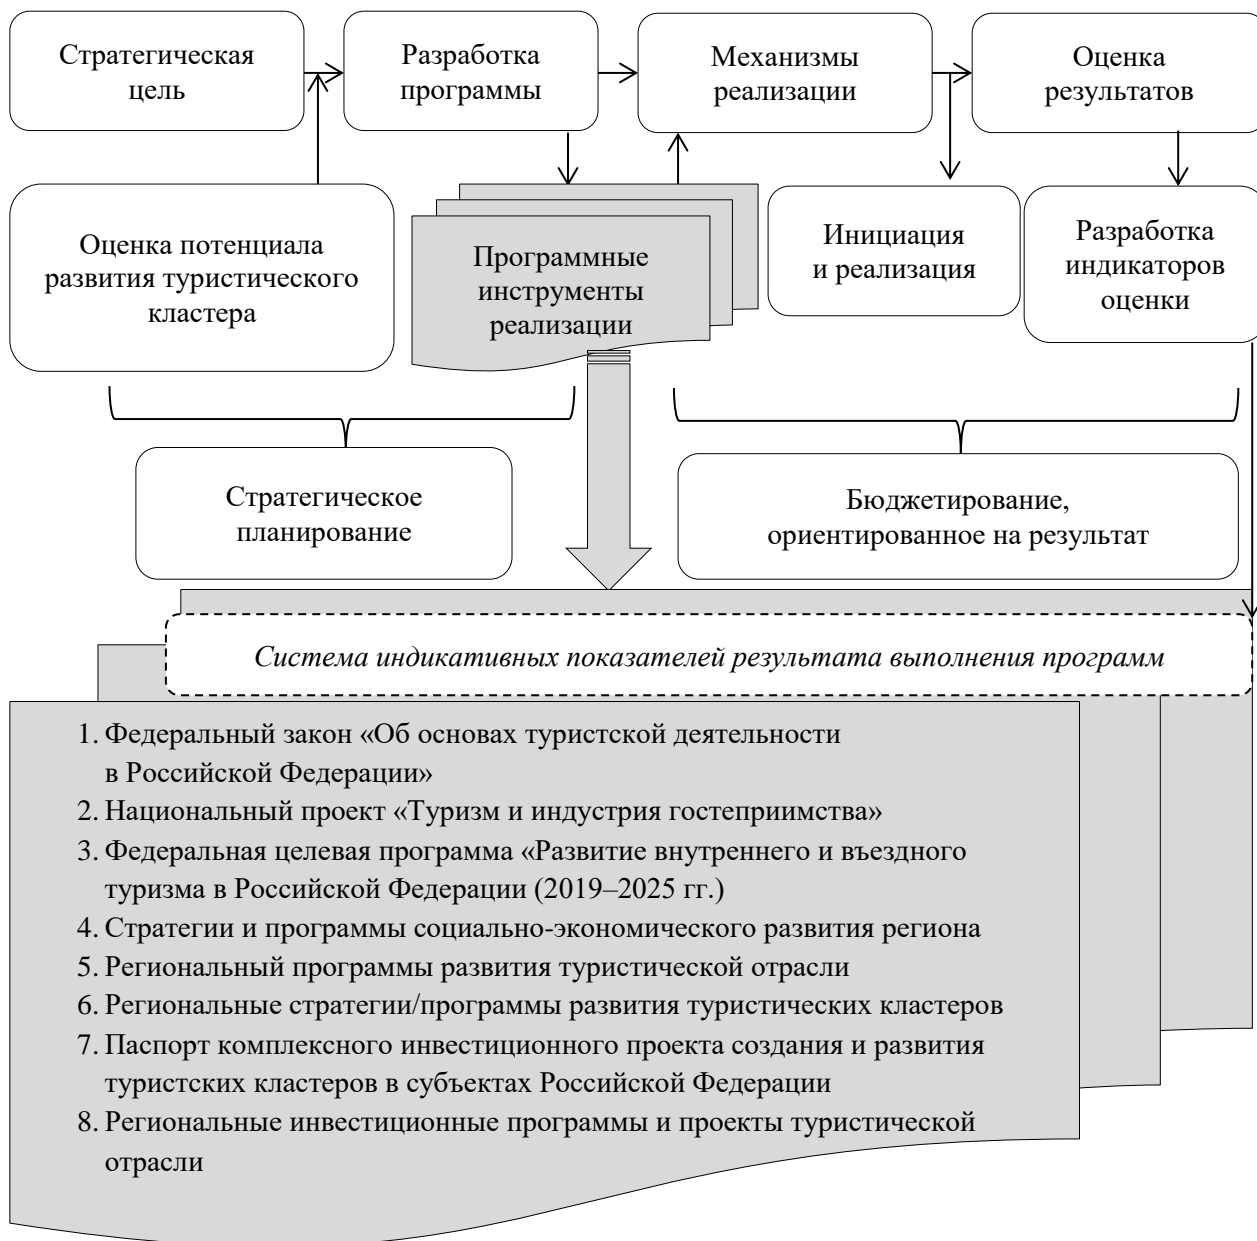 Стратегическая
цель
Разработка
программы
Механизмы
реализации
Оценка
результатов
Оценка потенциала
развития туристического
кластера
Программные
инструменты
реализации
Инициация
и реализация
Разработка
индикаторов
оценки
Стратегическое
планирование
Бюджетирование,
ориентированное на результат
Система индикативных показателей результата выполнения программ
1. Федеральный закон «Об основах туристской деятельности
в Российской Федерации»
2. Национальный проект «Туризм и индустрия гостеприимства»
3. Федеральная целевая программа «Развитие внутреннего и въездного
туризма в Российской Федерации (2019–2025 гг.)
4. Стратегии и программы социально-экономического развития региона
5. Региональный программы развития туристической отрасли
6. Региональные стратегии/программы развития туристических кластеров
7. Паспорт комплексного инвестиционного проекта создания и развития
туристских кластеров в субъектах Российской Федерации
8. Региональные инвестиционные программы и проекты туристической
отрасли